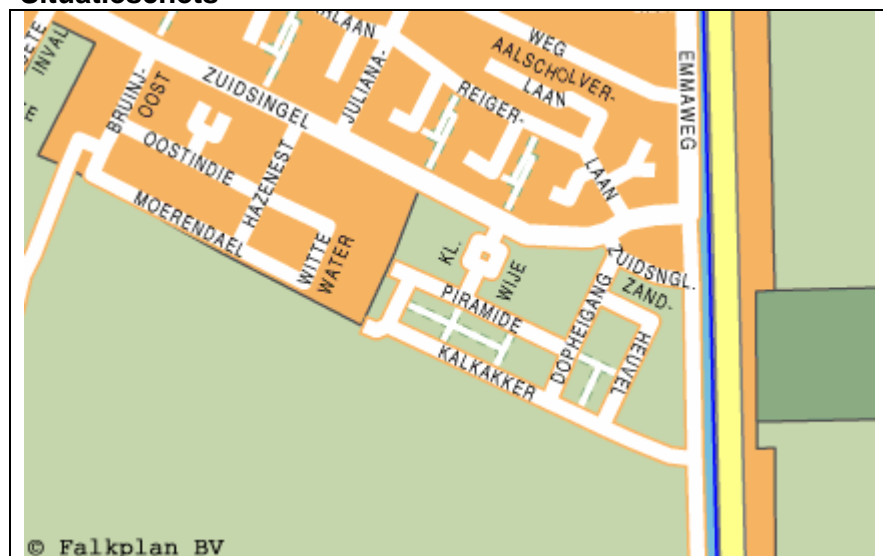 Situatieschets
WEG
AALSCHOLVER-
LAAN
EMMAWEG
INVAL
BRUINJ-
OOST
ZUIDSINGEL
JULIANA-
REIGER-
LAAN
OOSTINDIE
HAZENEST
MOERENDAEL
WITTE
WATER
KL.
WIJE
ZUIDSNGL.
ZAND-
HEUVEL
PIRAMIDE
DOPHEIGANG
KALKAKKER
© Falkplan BV